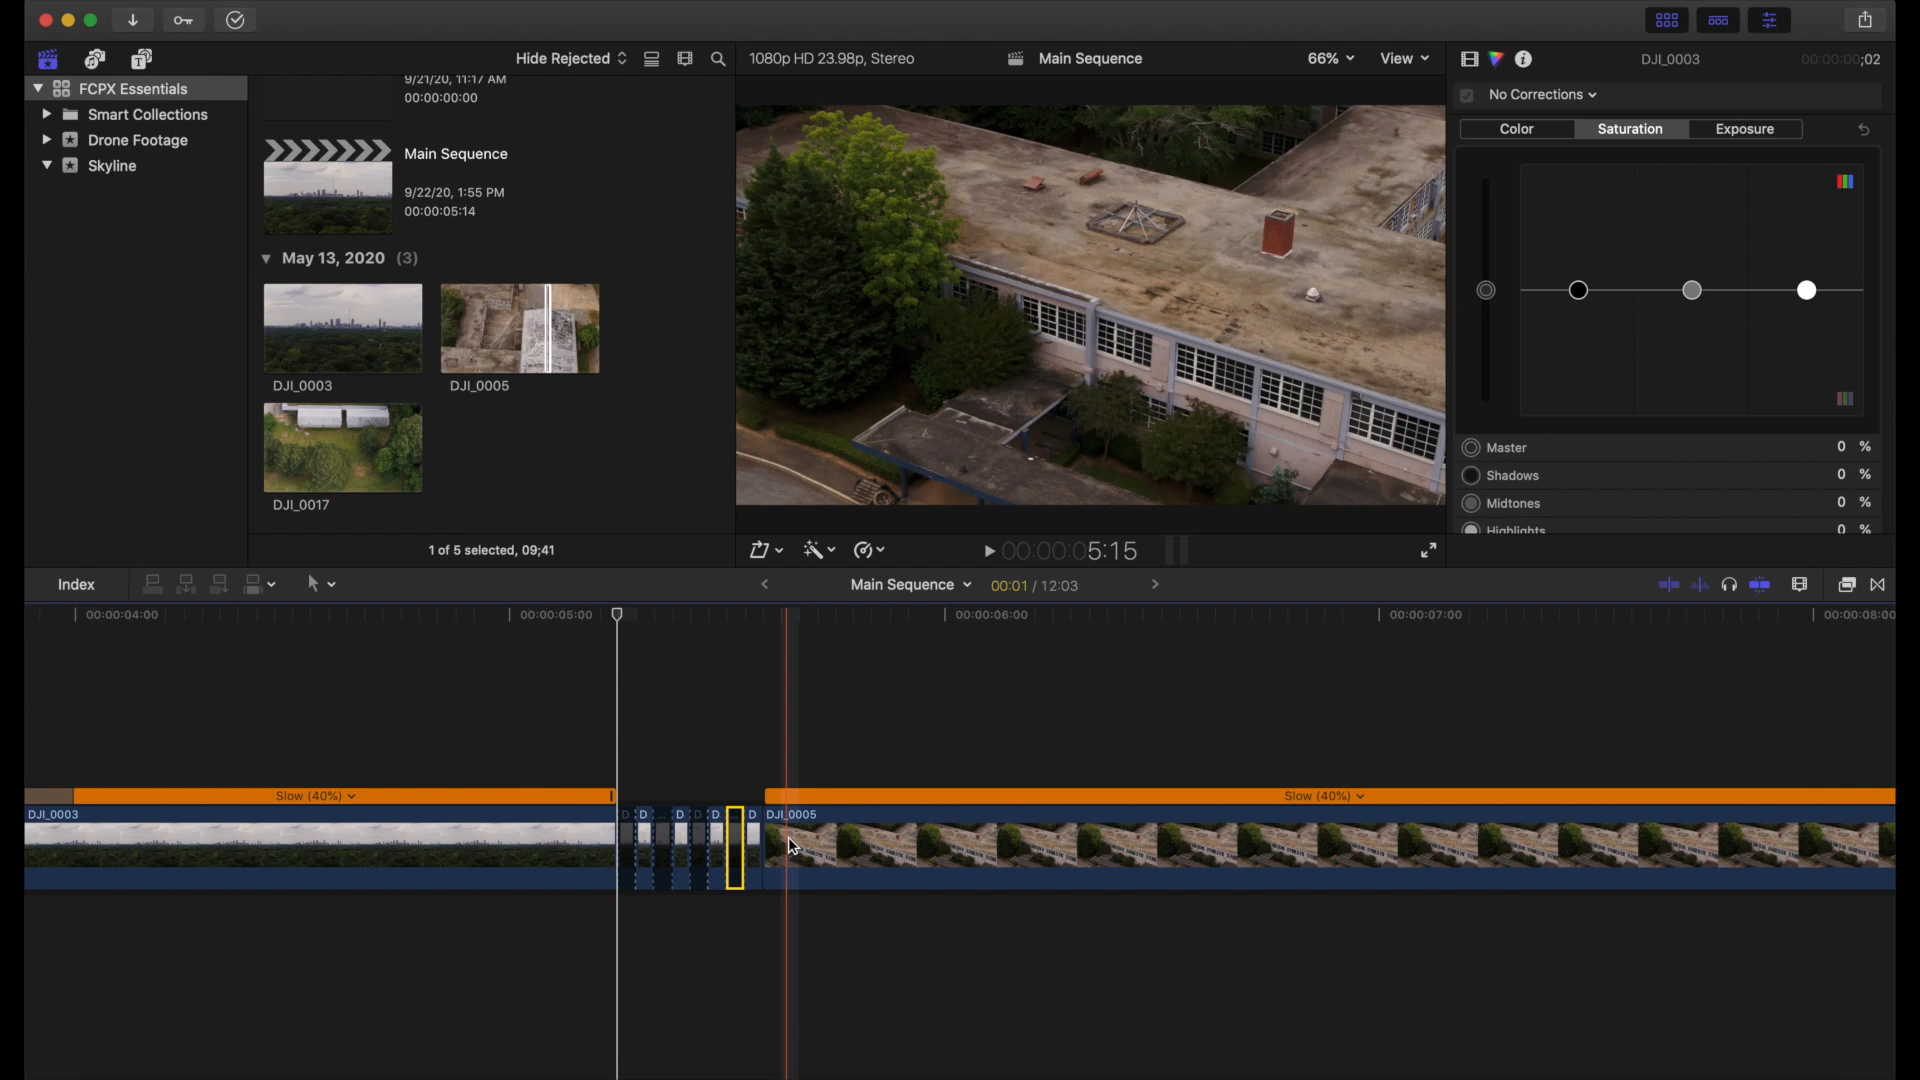 Hide Rejected
1080p HD 23.98p, Stereo
Main Sequence
66%
View
DJI_0003
00:00:00;02
FCPX Essentials
Smart Collections
Drone Footage
Skyline
9/21/20, 11:17 AM
00:00:00:00
Main Sequence
9/22/20, 1:55 PM
00:00:05:14
May 13, 2020 (3)
DJI_0003
DJI_0005
DJI_0017
1 of 5 selected, 09;41
No Corrections
Color
Saturation
Exposure
Master 0 %
Shadows 0 %
Midtones 0 %
Highlights 0 %
00:00:05:15
Index
Main Sequence
00:01 / 12:03
00:00:04:00
00:00:05:00
00:00:06:00
00:00:07:00
00:00:08:00
Slow (40%)
Slow (40%)
DJI_0003
D
D
...
D
D
D
D
DJI_0005